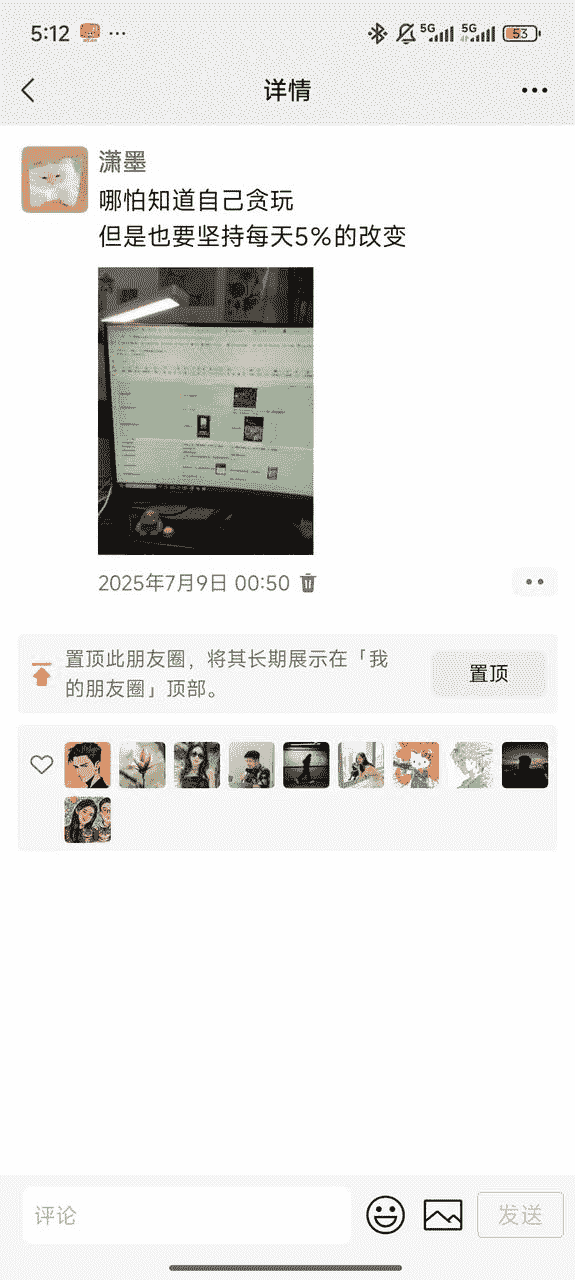 5:12
5G
5G
53
详情
潇墨
哪怕知道自己贪玩
但是也要坚持每天5%的改变
2025年7月9日 00:50
置顶此朋友圈，将其长期展示在「我
的朋友圈」顶部。
置顶
评论
发送